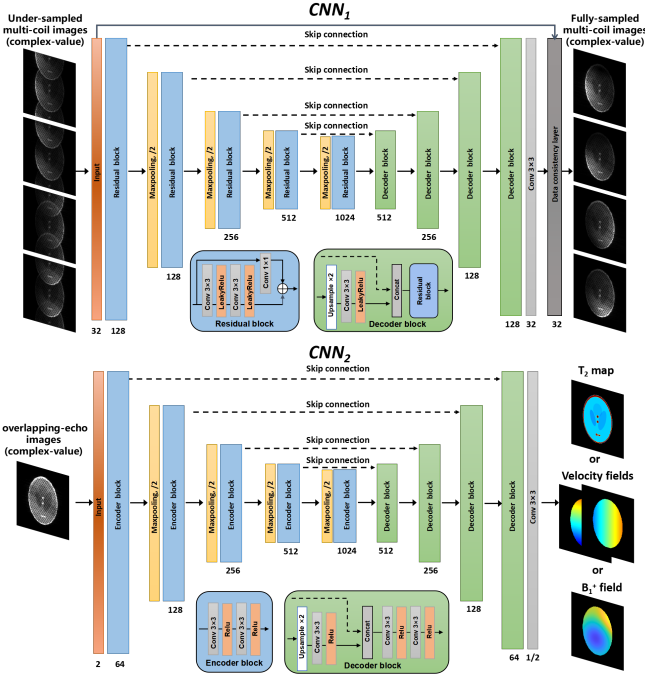 CNN1
Under-sampled
multi-coil images
(complex-value)
Fully-sampled
multi-coil images
(complex-value)
Skip connection
Skip connection
Skip connection
Skip connection
Input
Residual block
Maxpooling, /2
Residual block
Maxpooling, /2
Residual block
Maxpooling, /2
Residual block
Maxpooling, /2
Residual block
Decoder block
Decoder block
Decoder block
Decoder block
Conv 3×3
Data consistency layer
32
128
128
256
512
1024
512
256
128
128
32
32
Conv 3×3
LeakyRelu
Conv 3×3
LeakyRelu
Conv 1×1
Residual block
Upsample ×2
Conv 3×3
LeakyRelu
Concat
Residual
block
Decoder block
CNN2
overlapping-echo
images
(complex-value)
Skip connection
Skip connection
Skip connection
Skip connection
Input
Encoder block
Maxpooling, /2
Encoder block
Maxpooling, /2
Encoder block
Maxpooling, /2
Encoder block
Maxpooling, /2
Encoder block
Decoder block
Decoder block
Decoder block
Decoder block
Conv 3×3
2
64
128
256
512
1024
512
256
128
64
1/2
T2 map
or
Velocity fields
or
B1+ field
Conv 3×3
Relu
Conv 3×3
Relu
Encoder block
Upsample ×2
Conv 3×3
Relu
Concat
Conv 3×3
Relu
Conv 3×3
Relu
Decoder block